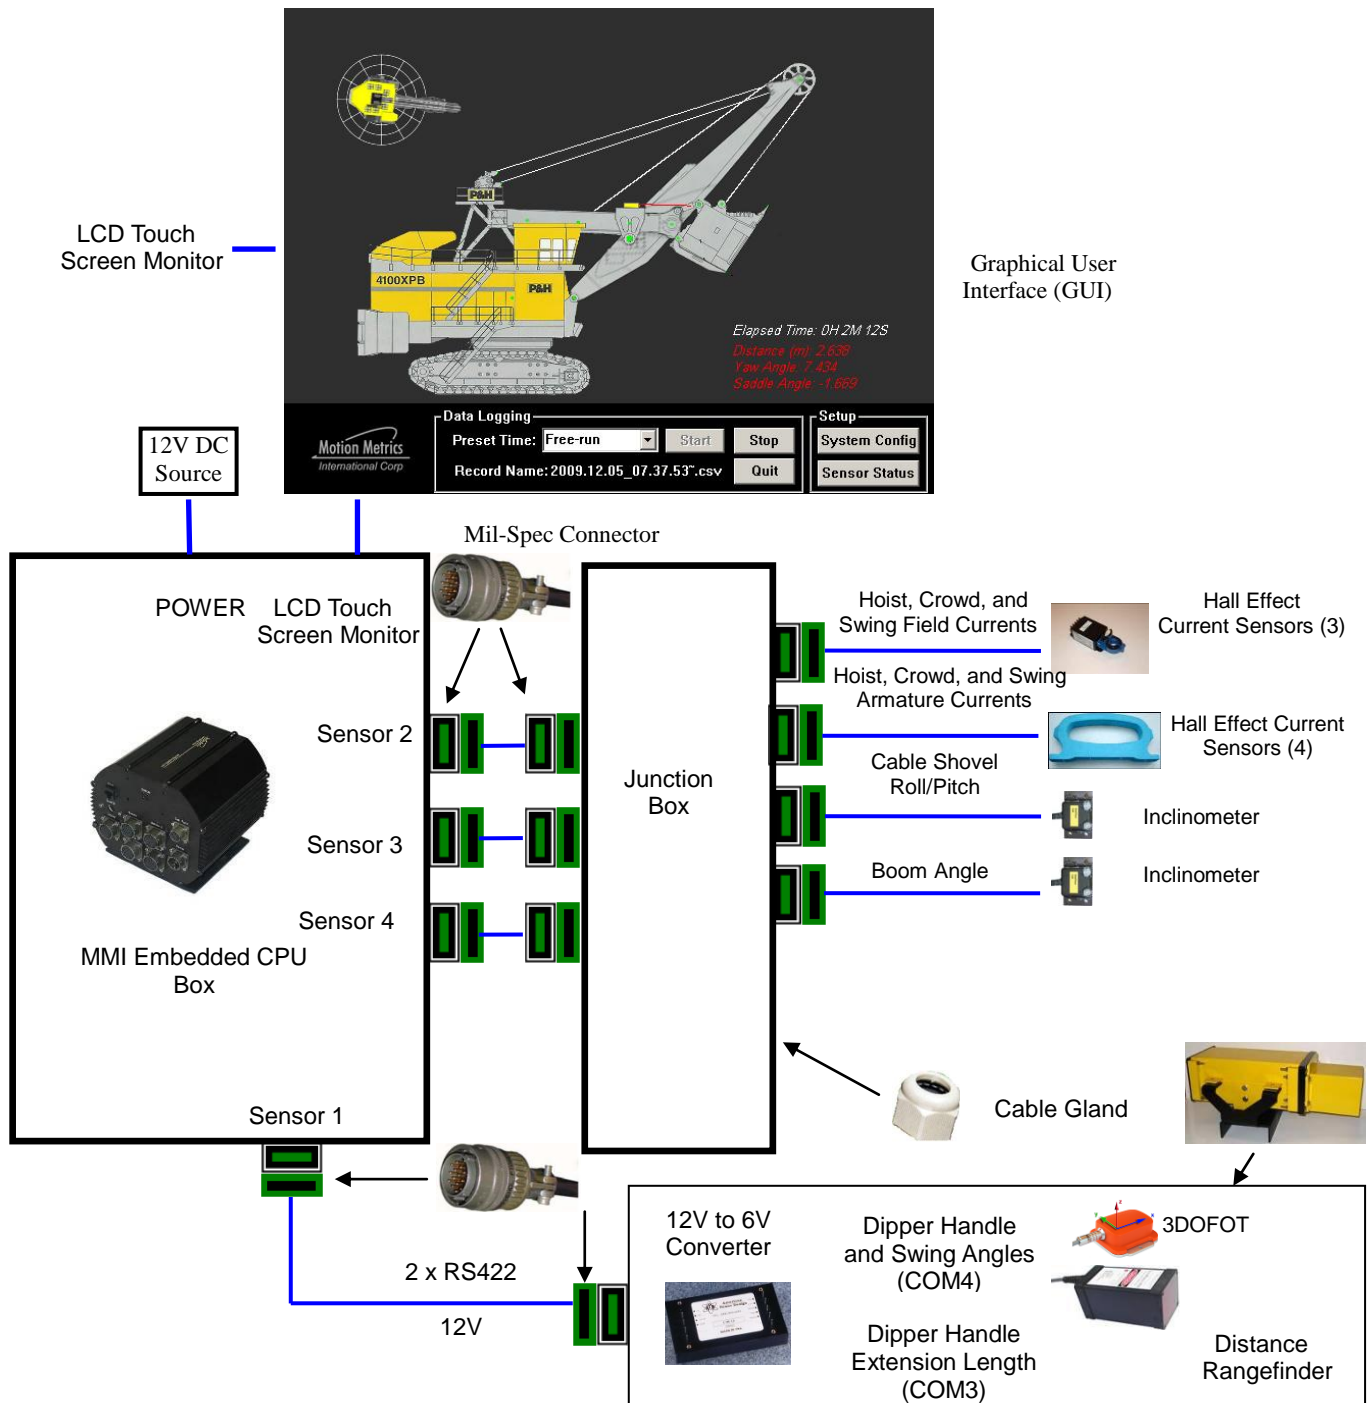 P&H
4100XPB
P&H
LCD Touch
Screen Monitor
Graphical User
Interface (GUI)
Elapsed Time: 0H 2M 12S
Distance (m): 2.638
Yaw Angle: 7.434
Saddle Angle: -1.669
Data Logging
Preset Time: Free-run Start Stop
Record Name: 2009.12.05_07.37.53~.csv Quit
Setup
System Config
Sensor Status
Motion Metrics
International Corp
12V DC
Source
Mil-Spec Connector
POWER
LCD Touch
Screen Monitor
Hoist, Crowd, and
Swing Field Currents
Hall Effect
Current Sensors (3)
Hoist, Crowd, and Swing
Armature Currents
Hall Effect Current
Sensors (4)
Sensor 2
Junction
Box
Cable Shovel
Roll/Pitch
Inclinometer
Sensor 3
Boom Angle
Inclinometer
Sensor 4
MMI Embedded CPU
Box
Cable Gland
Sensor 1
12V to 6V
Converter
Dipper Handle
and Swing Angles
(COM4)
3DOFOT
2 x RS422
12V
Dipper Handle
Extension Length
(COM3)
Distance
Rangefinder